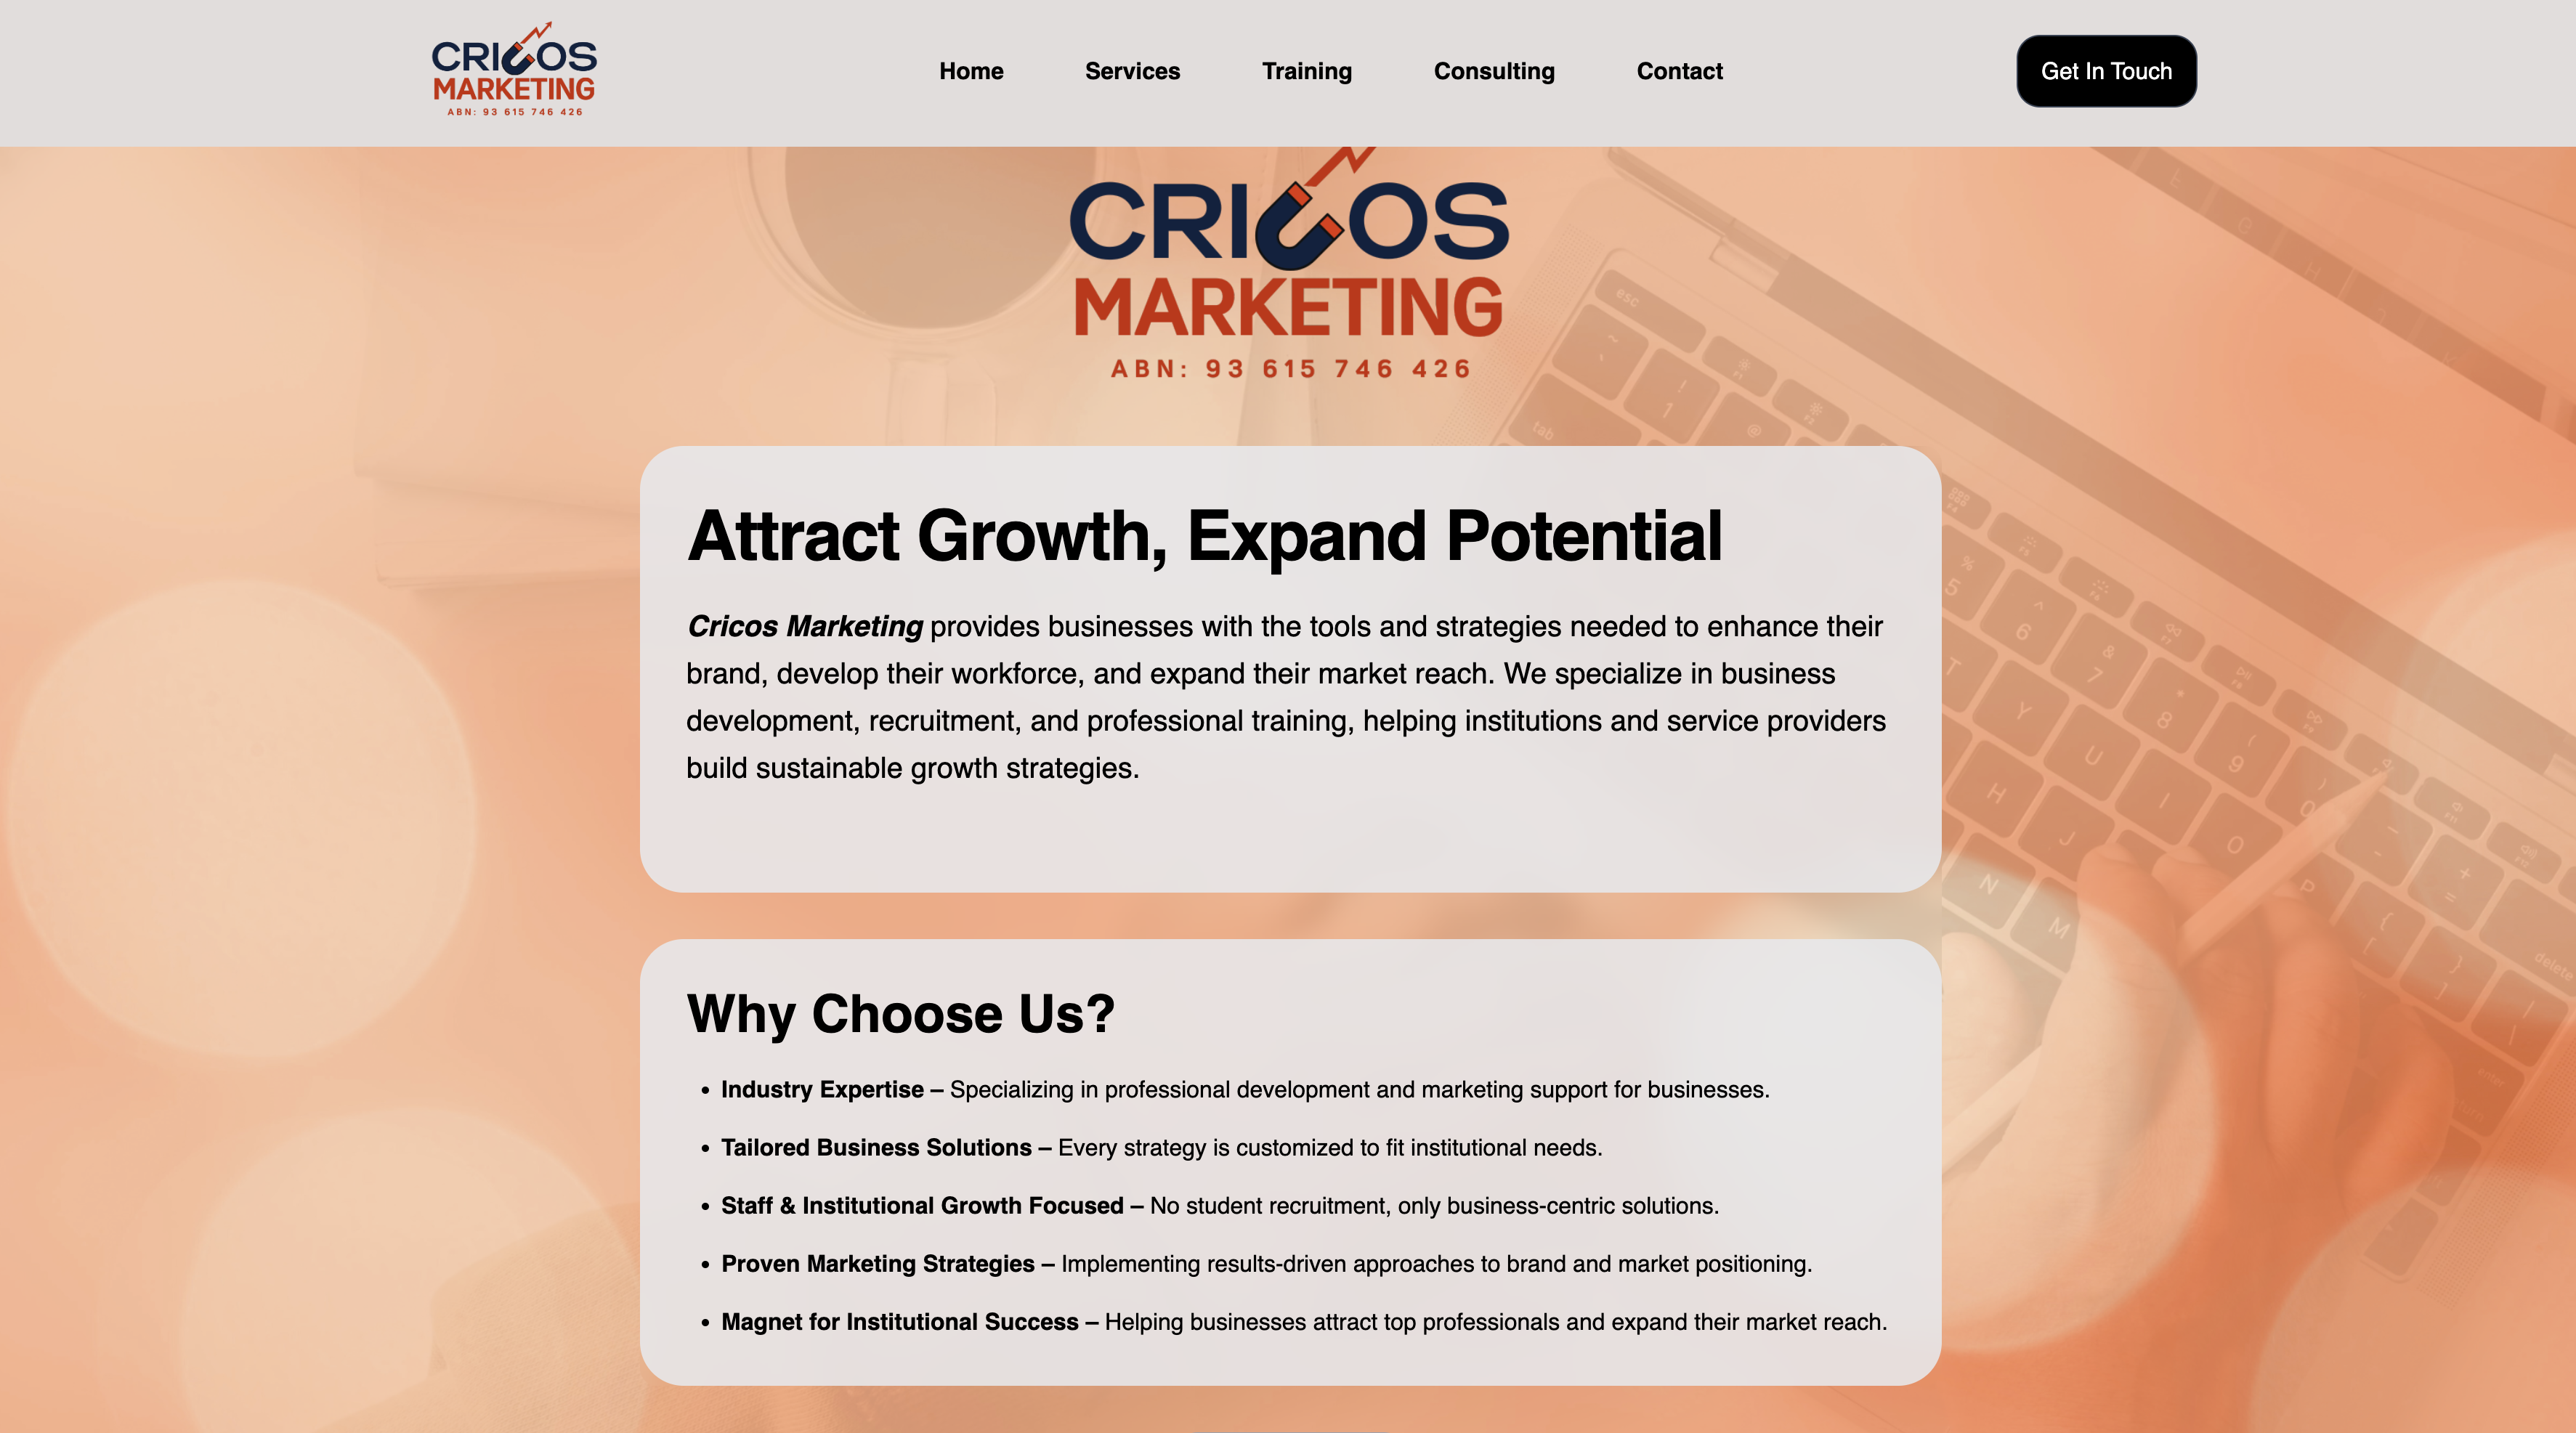 CRICOS
MARKETING
ABN: 93 615 746 426
Home
Services
Training
Consulting
Contact
Get In Touch
CRICOS
MARKETING
ABN: 93 615 746 426
Attract Growth, Expand Potential
Cricos Marketing provides businesses with the tools and strategies needed to enhance their
brand, develop their workforce, and expand their market reach. We specialize in business
development, recruitment, and professional training, helping institutions and service providers
build sustainable growth strategies.
Why Choose Us?
• Industry Expertise – Specializing in professional development and marketing support for businesses.
• Tailored Business Solutions – Every strategy is customized to fit institutional needs.
• Staff & Institutional Growth Focused – No student recruitment, only business-centric solutions.
• Proven Marketing Strategies – Implementing results-driven approaches to brand and market positioning.
• Magnet for Institutional Success – Helping businesses attract top professionals and expand their market reach.
esc
tab
delete
enter